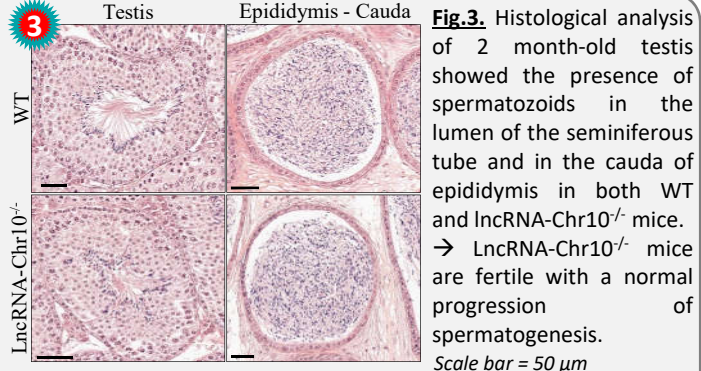 3
Testis
Epididymis - Cauda
WT
LncRNA-Chr10-/-
Fig.3. Histological analysis
of 2 month-old testis
showed the presence of
spermatozoids in the
lumen of the seminiferous
tube and in the cauda of
epididymis in both WT
and lncRNA-Chr10-/- mice.
→ LncRNA-Chr10-/- mice
are fertile with a normal
progression of
spermatogenesis.
Scale bar = 50 µm